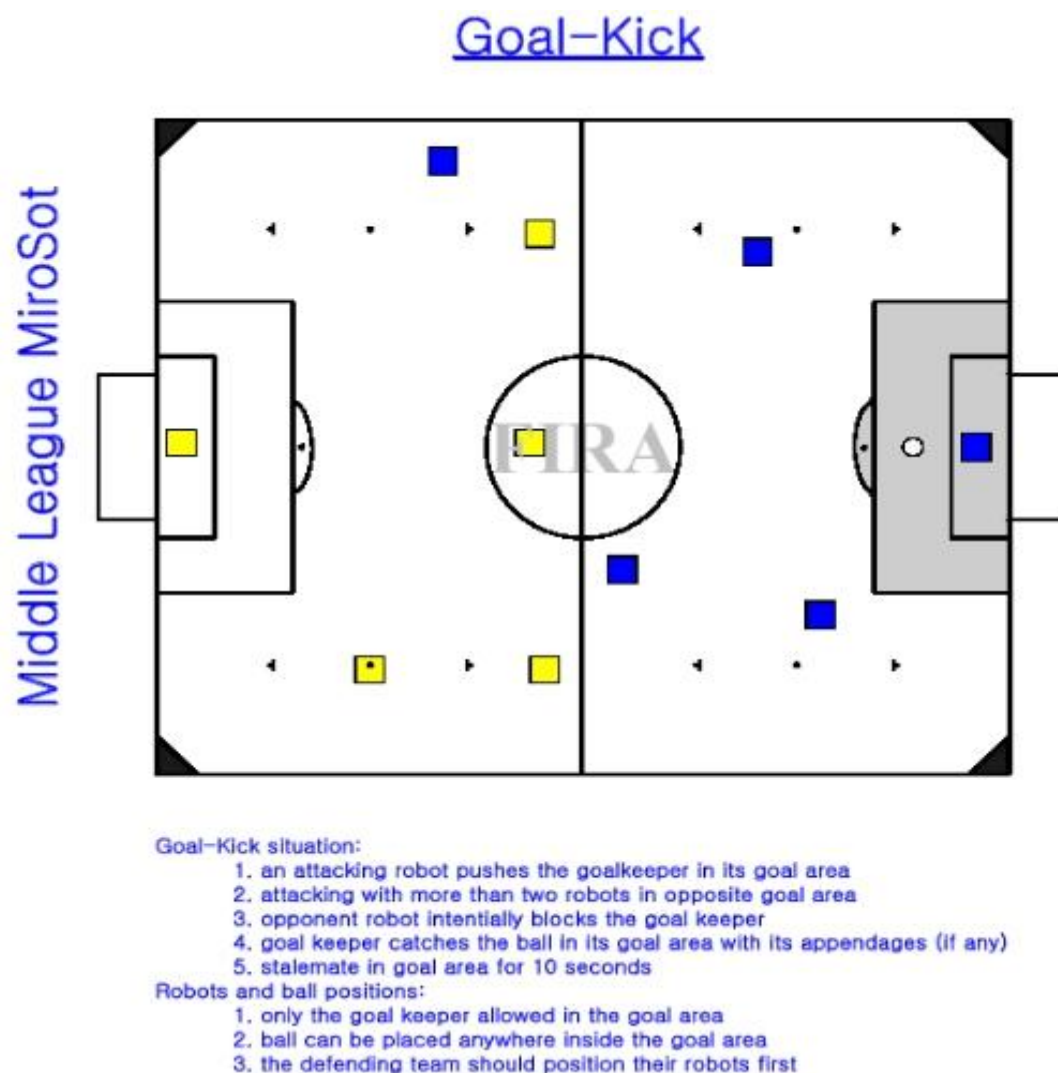 Goal-Kick
Middle League MiroSot
FIRA
Goal-Kick situation:
1. an attacking robot pushes the goalkeeper in its goal area
2. attacking with more than two robots in opposite goal area
3. opponent robot intentially blocks the goal keeper
4. goal keeper catches the ball in its goal area with its appendages (if any)
5. stalemate in goal area for 10 seconds
Robots and ball positions:
1. only the goal keeper allowed in the goal area
2. ball can be placed anywhere inside the goal area
3. the defending team should position their robots first